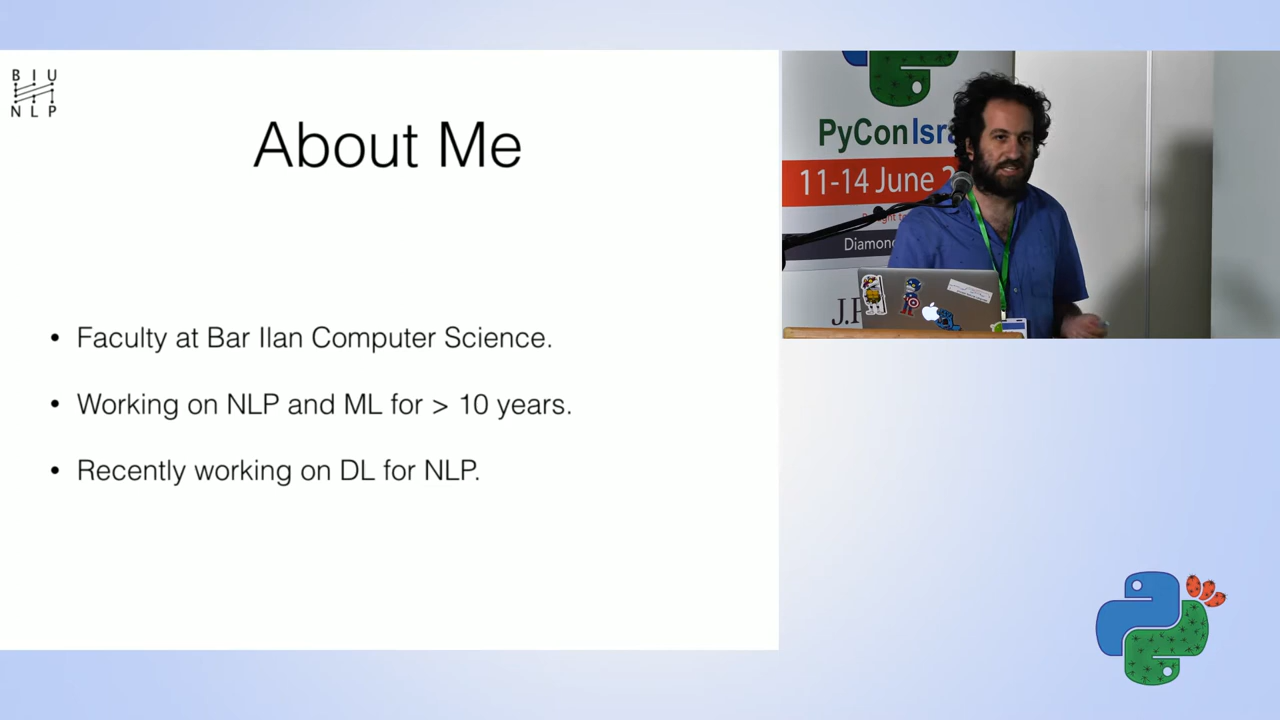 B I U
N L P
About Me
• Faculty at Bar Ilan Computer Science.
• Working on NLP and ML for > 10 years.
• Recently working on DL for NLP.
PyCon Isra
11-14 June 2
Diamon
J.P